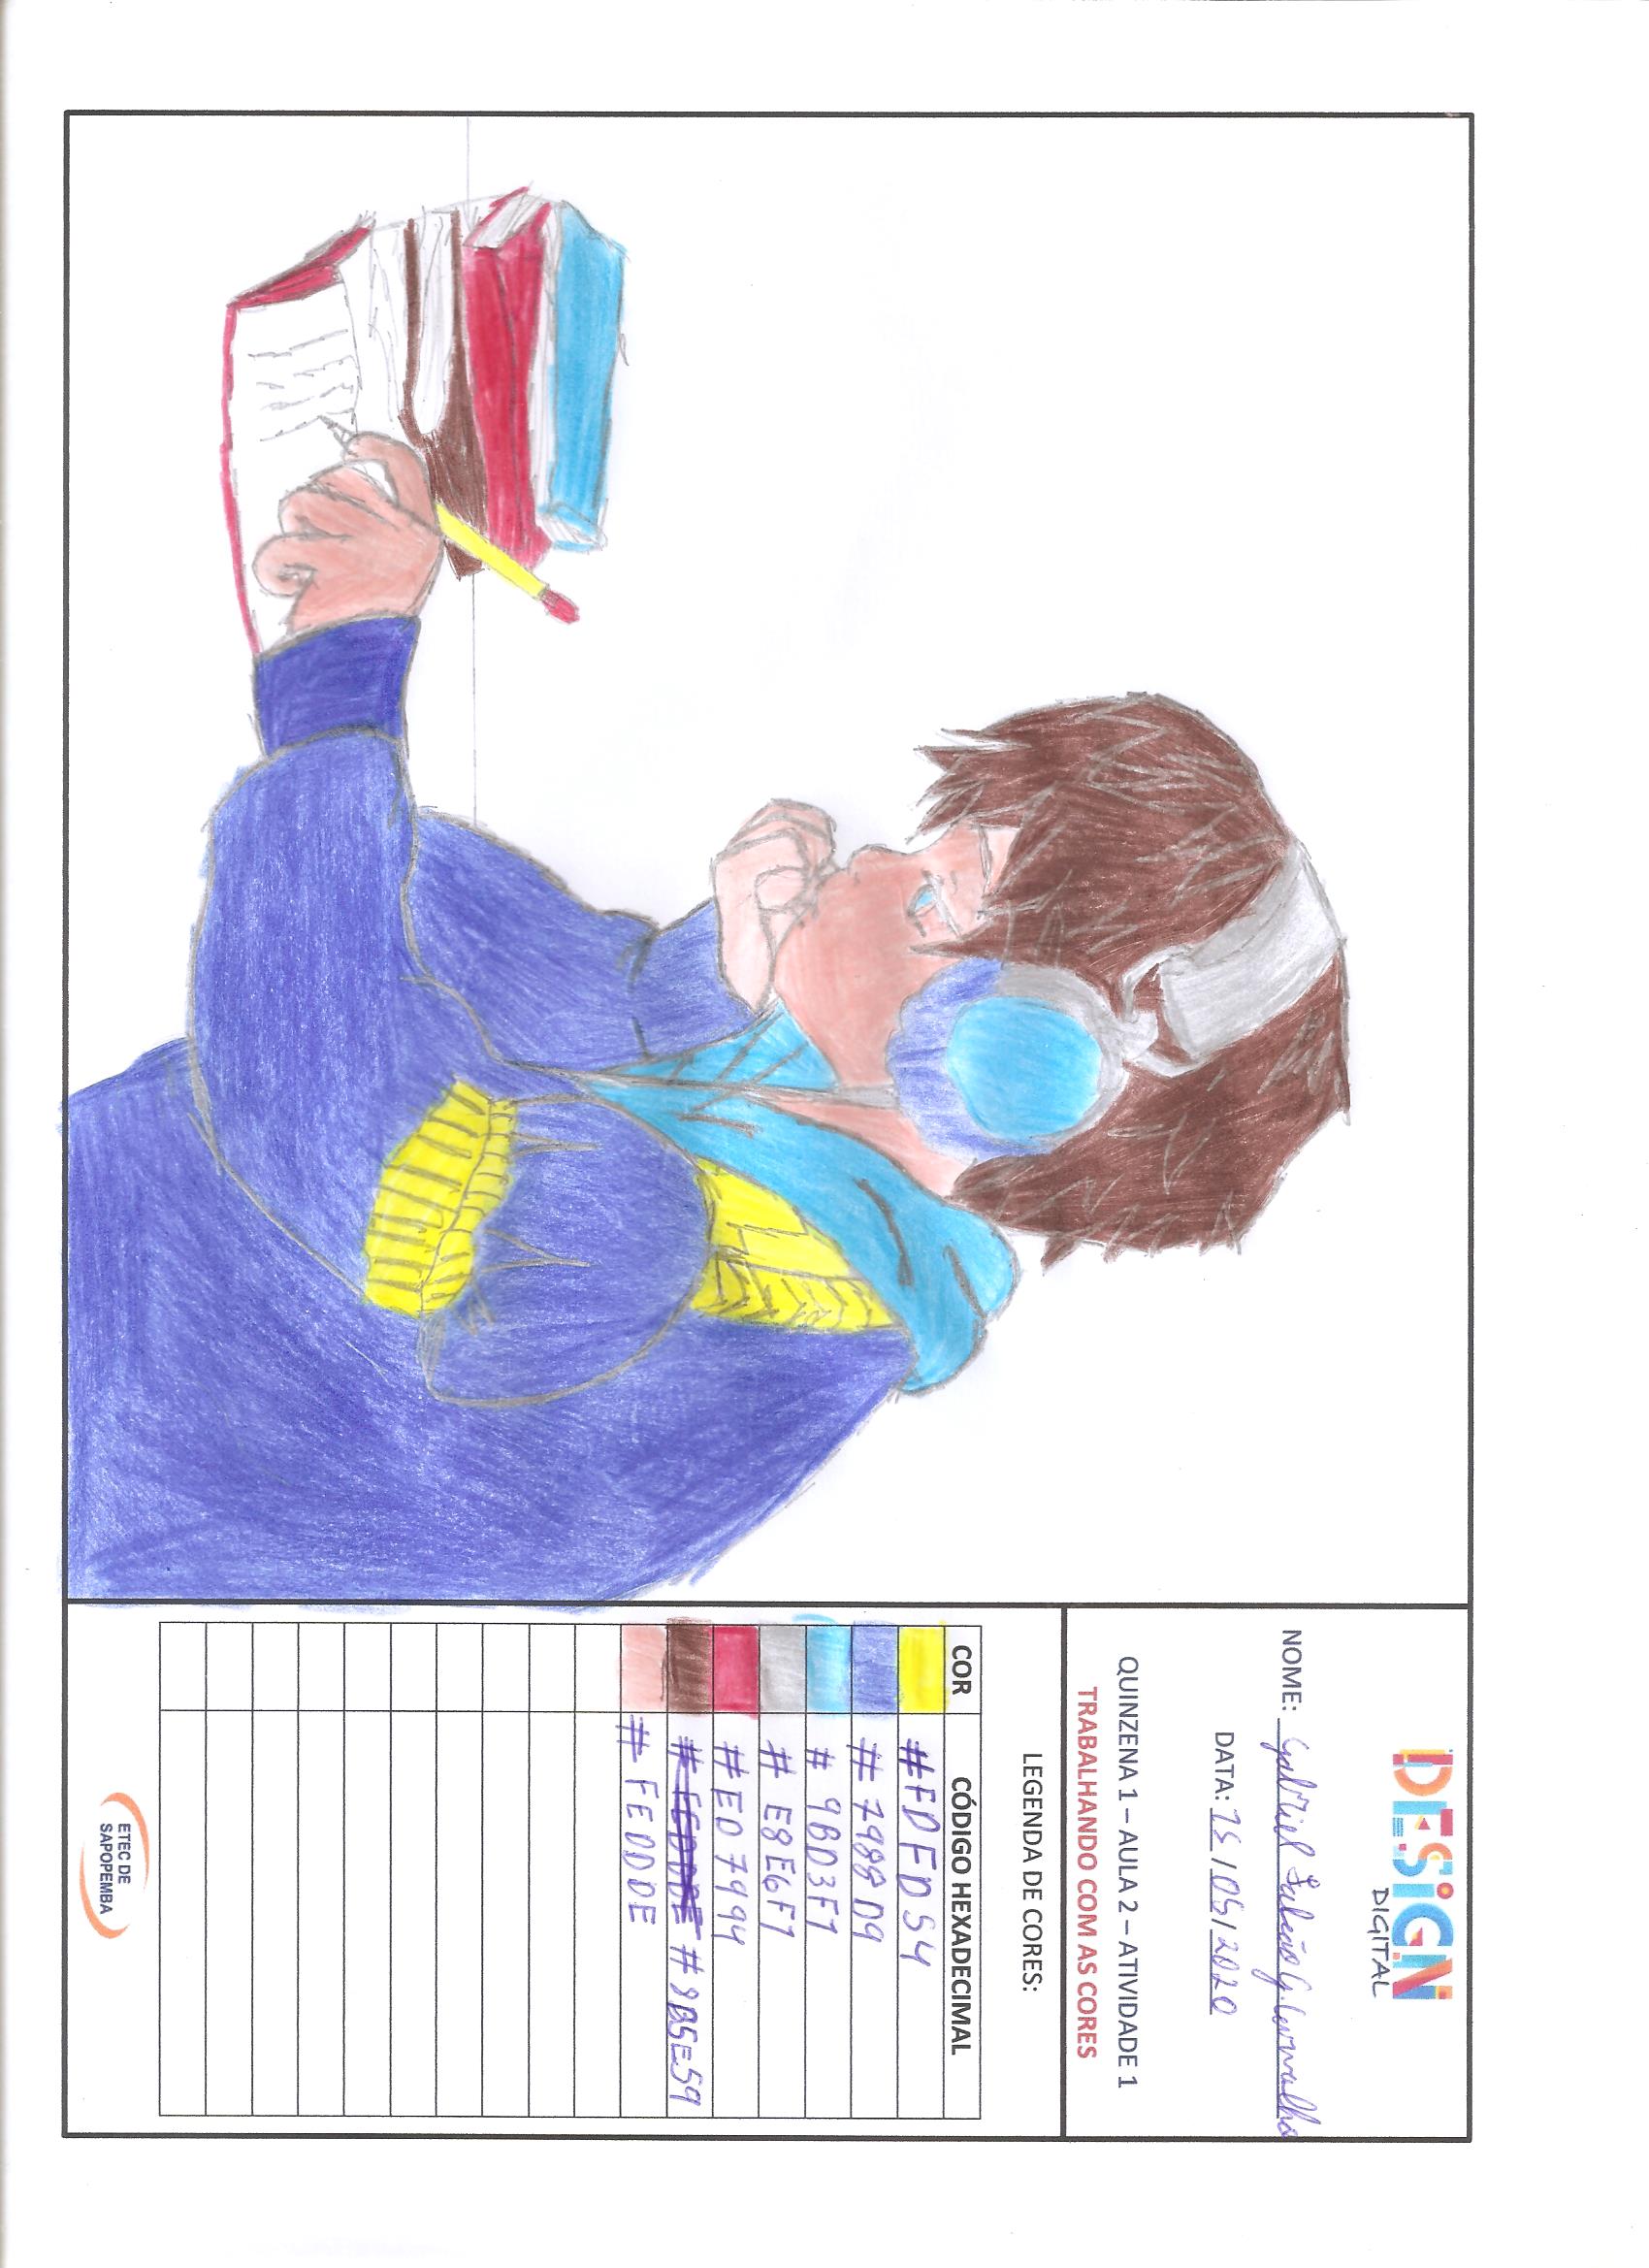 DESIGN
DIGITAL
NOME: Gabriel Falcão G. Carvalho
DATA: 15/05/2020
QUINZENA 1 – AULA 2 – ATIVIDADE 1
TRABALHANDO COM AS CORES
LEGENDA DE CORES:
COR CÓDIGO HEXADECIMAL
#FDFD54
# 7988D9
# 9BD3F1
# E8E6F1
#ED7994
#8B5E59
# FEDDDE
ETEC DE
SAPOPEMBA